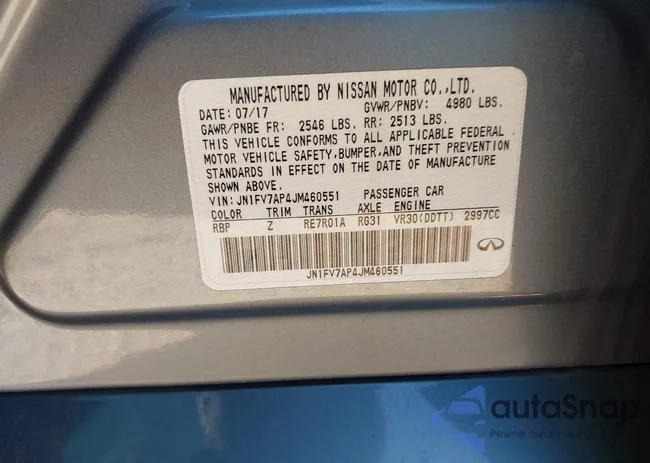 MANUFACTURED BY NISSAN MOTOR CO.,LTD.
DATE: 07/17 GVWR/PNBV: 4980 LBS.
GAWR/PNBE FR: 2546 LBS. RR: 2513 LBS.
THIS VEHICLE CONFORMS TO ALL APPLICABLE FEDERAL
MOTOR VEHICLE SAFETY,BUMPER,AND THEFT PREVENTION
STANDARDS IN EFFECT ON THE DATE OF MANUFACTURE
SHOWN ABOVE.
VIN: JN1FV7AP4JM460551 PASSENGER CAR
COLOR TRIM TRANS AXLE ENGINE
RBP Z RE7R01A RG31 VR30(DDTT) 2997CC
JN1FV7AP4JM460551
autoSnap
Pewne auta